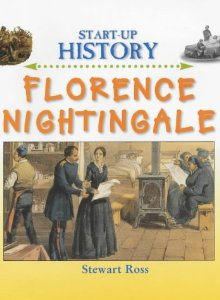 START-UP
HISTORY
FLORENCE
NIGHTINGALE
Stewart Ross